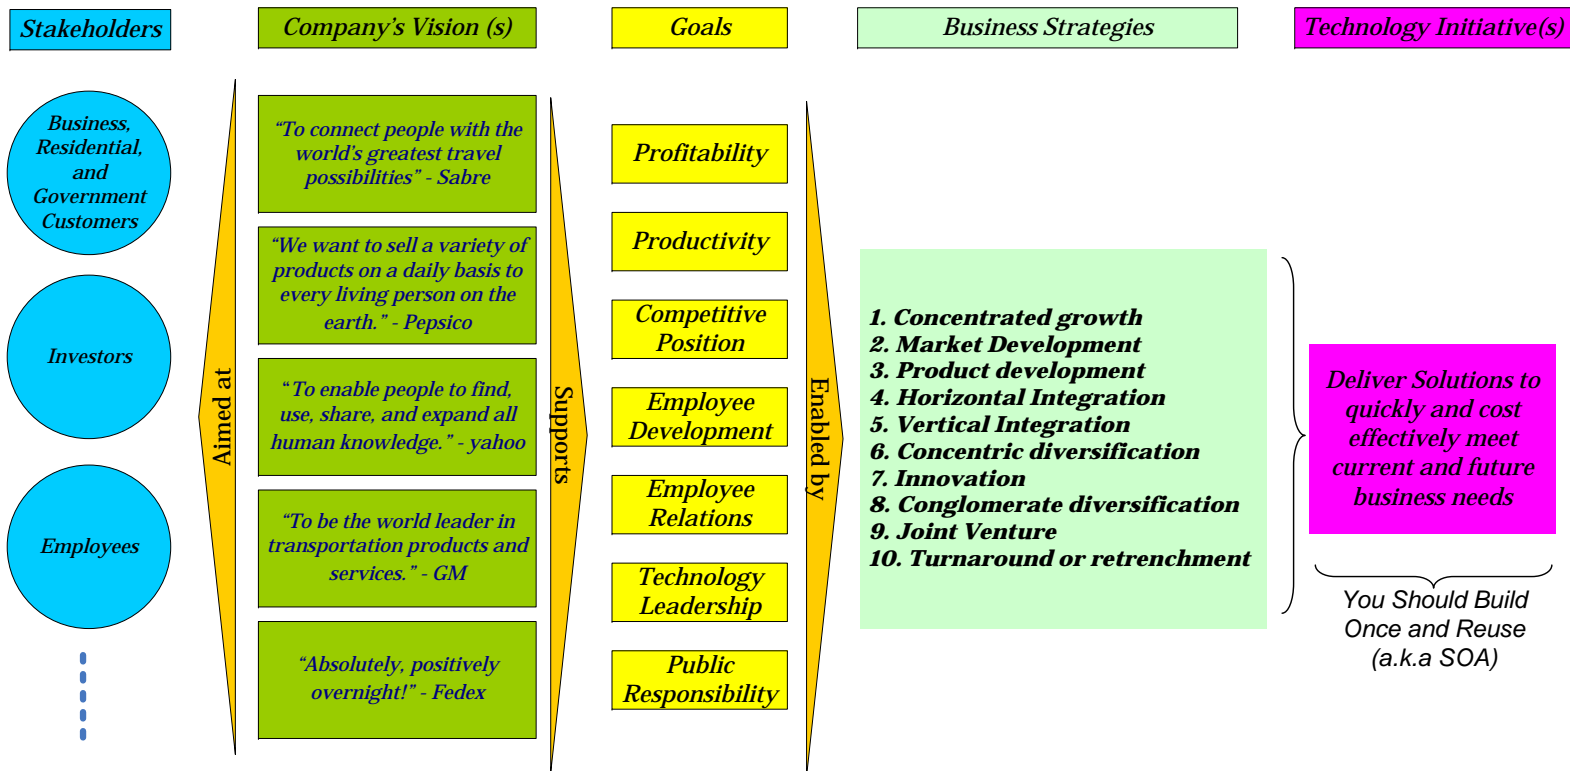 Stakeholders
Company's Vision (s)
Goals
Business Strategies
Technology Initiative(s)
Business,
Residential,
and
Government
Customers
Investors
Employees
Aimed at
“To connect people with the
world's greatest travel
possibilities” - Sabre
“We want to sell a variety of
products on a daily basis to
every living person on the
earth.” - Pepsico
“To enable people to find,
use, share, and expand all
human knowledge.” - yahoo
“To be the world leader in
transportation products and
services.” - GM
“Absolutely, positively
overnight!” - Fedex
Supports
Profitability
Productivity
Competitive
Position
Employee
Development
Employee
Relations
Technology
Leadership
Public
Responsibility
Enabled by
1. Concentrated growth
2. Market Development
3. Product development
4. Horizontal Integration
5. Vertical Integration
6. Concentric diversification
7. Innovation
8. Conglomerate diversification
9. Joint Venture
10. Turnaround or retrenchment
Deliver Solutions to
quickly and cost
effectively meet
current and future
business needs
You Should Build
Once and Reuse
(a.k.a SOA)